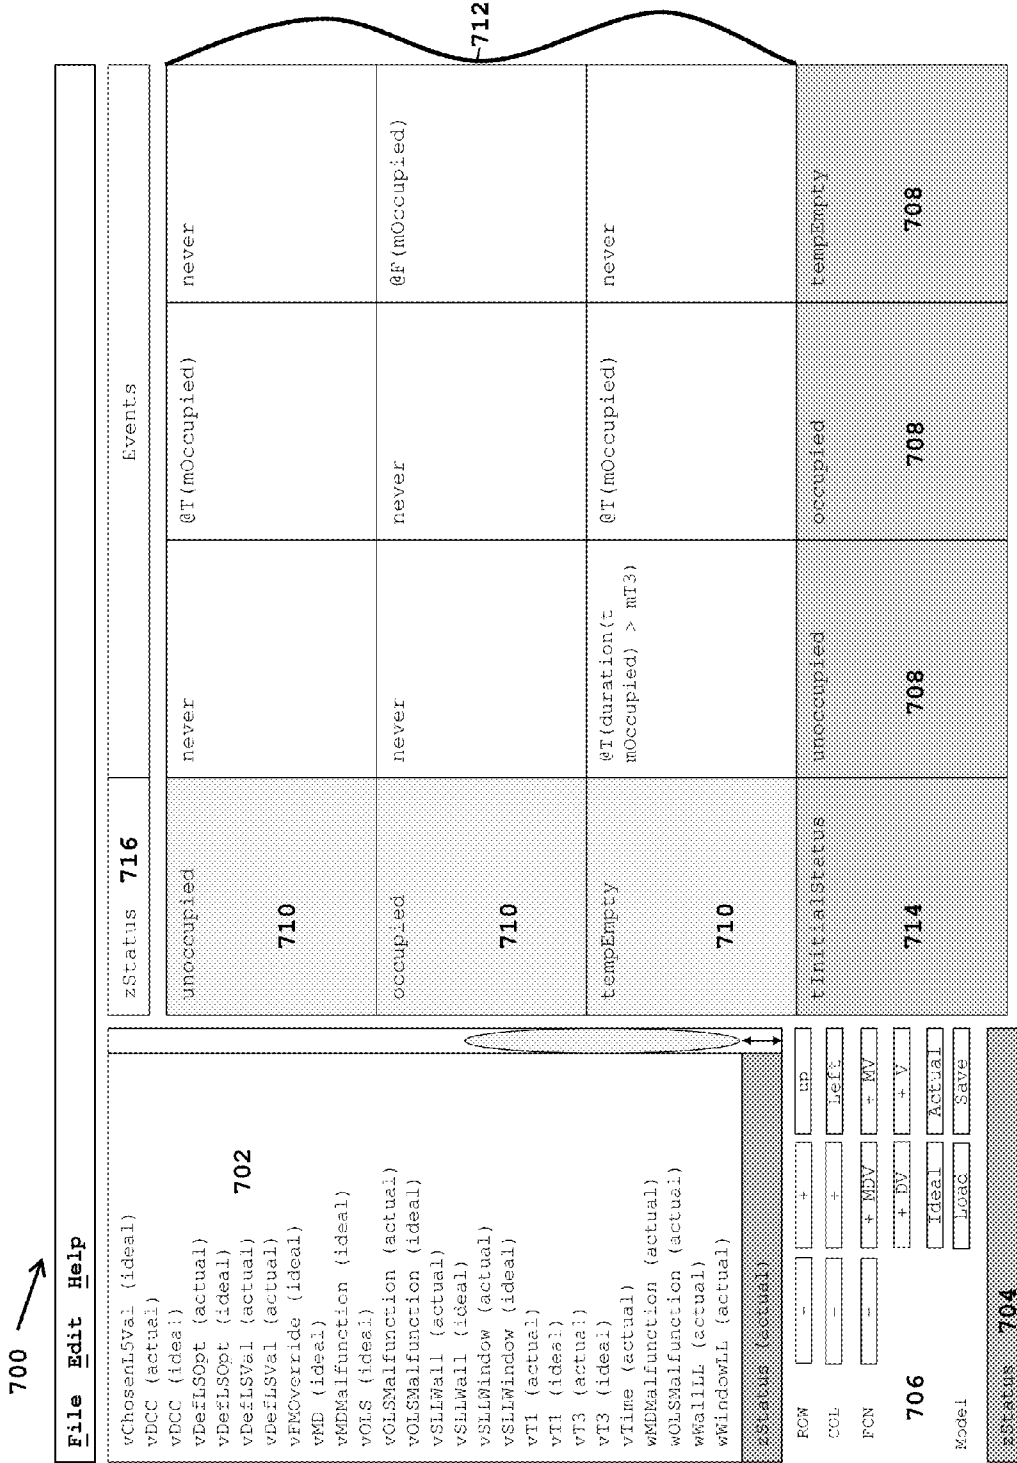 700
File Edit Help
vChosenL5Val (ideal)
vDCC (actual)
vDCC (ideal)
vDefLSOpt (actual)
vDefLSOpt (ideal)
vDefLSVal (actual)
vDefLSVal (actual)
vFMOverride (ideal)
vMD (ideal)
vMDMalfunction (ideal)
vOLS (ideal)
vOLSMalfunction (actual)
vOLSMalfunction (ideal)
vSLLWall (actual)
vSLLWall (ideal)
vSLLWindow (actual)
vSLLWindow (ideal)
vT1 (actual)
vT1 (ideal)
vT3 (actual)
vT3 (ideal)
vTime (actual)
wMDMalfunction (actual)
wOLSMalfunction (actual)
wWallLL (actual)
wWindowLL (actual)
zStatus (actual)
702
ROW - + up
COL - + Left
FCN - + MDV + MV
706 + DV + V
Ideal Actual
Model Load Save
zStatus 704
zStatus 716 Events
unoccupied never @T(mOccupied) never
710
occupied never never @F(mOccupied)
710
tempEmpty @T(duration(t @T(mOccupied) never
mOccupied) > mT3)
710
tInitialStatus unoccupied occupied tempEmpty
714 708 708 708
712